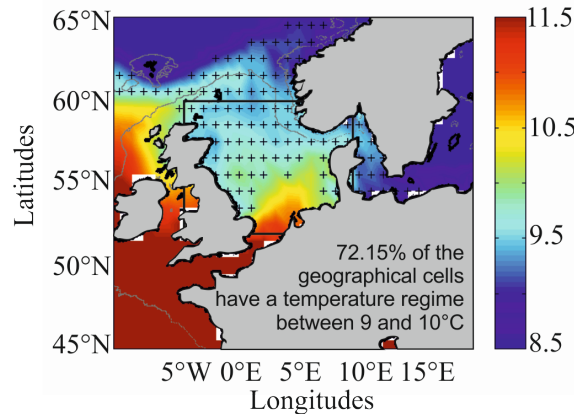 65°N
60°N
55°N
50°N
45°N
Latitudes
72.15% of the
geographical cells
have a temperature regime
between 9 and 10°C
5°W 0°E 5°E 10°E 15°E
Longitudes
11.5
10.5
9.5
8.5